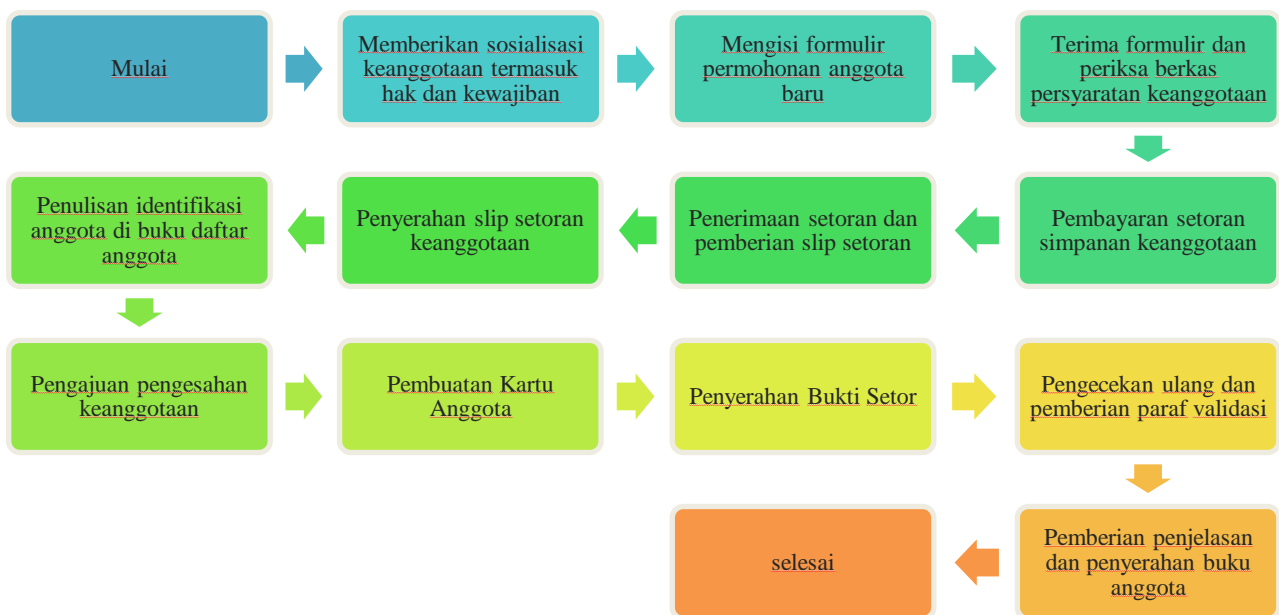 Mulai
Memberikan sosialisasi
keanggotaan termasuk
hak dan kewajiban
Mengisi formulir
permohonan anggota
baru
Terima formulir dan
periksa berkas
persyaratan keanggotaan
Pembayaran setoran
simpanan keanggotaan
Penerimaan setoran dan
pemberian slip setoran
Penyerahan slip setoran
keanggotaan
Penulisan identifikasi
anggota di buku daftar
anggota
Pengajuan pengesahan
keanggotaan
Pembuatan Kartu
Anggota
Penyerahan Bukti Setor
Pengecekan ulang dan
pemberian paraf validasi
Pemberian penjelasan
dan penyerahan buku
anggota
selesai